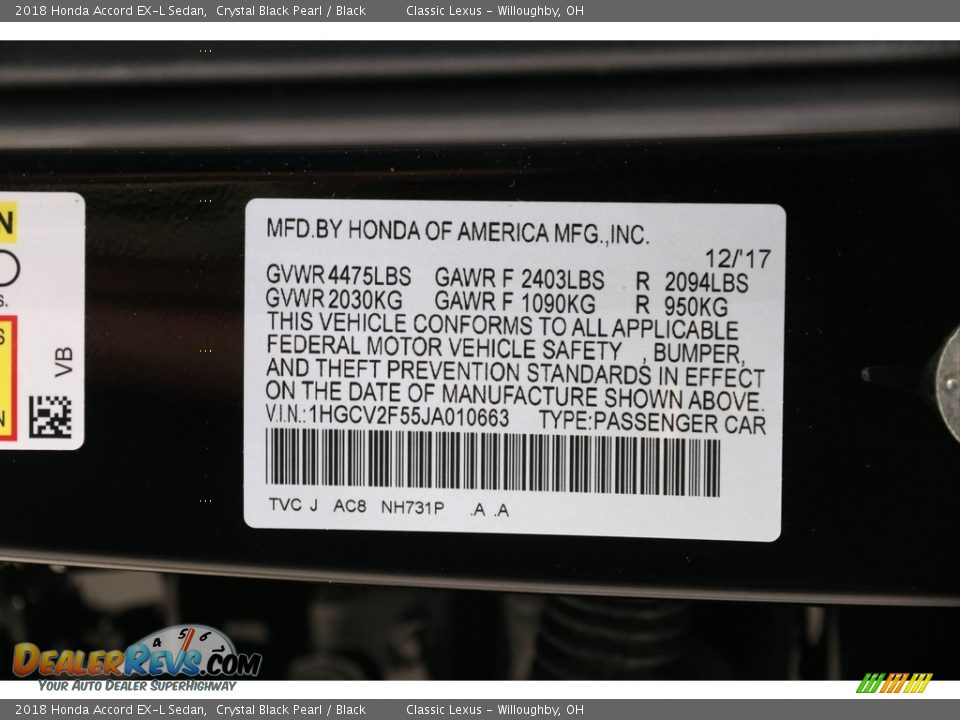 2018 Honda Accord EX-L Sedan, Crystal Black Pearl / Black Classic Lexus - Willoughby, OH
N
S.
S
N
VB
MFD.BY HONDA OF AMERICA MFG.,INC.
12/'17
GVWR 4475LBS GAWR F 2403LBS R 2094LBS
GVWR 2030KG GAWR F 1090KG R 950KG
THIS VEHICLE CONFORMS TO ALL APPLICABLE
FEDERAL MOTOR VEHICLE SAFETY , BUMPER,
AND THEFT PREVENTION STANDARDS IN EFFECT
ON THE DATE OF MANUFACTURE SHOWN ABOVE.
V.I.N.:1HGCV2F55JA010663 TYPE:PASSENGER CAR
TVC J AC8 NH731P .A .A
4 5 6 7
DEALERREVS.COM
YOUR AUTO DEALER SUPERHIGHWAY
2018 Honda Accord EX-L Sedan, Crystal Black Pearl / Black Classic Lexus - Willoughby, OH